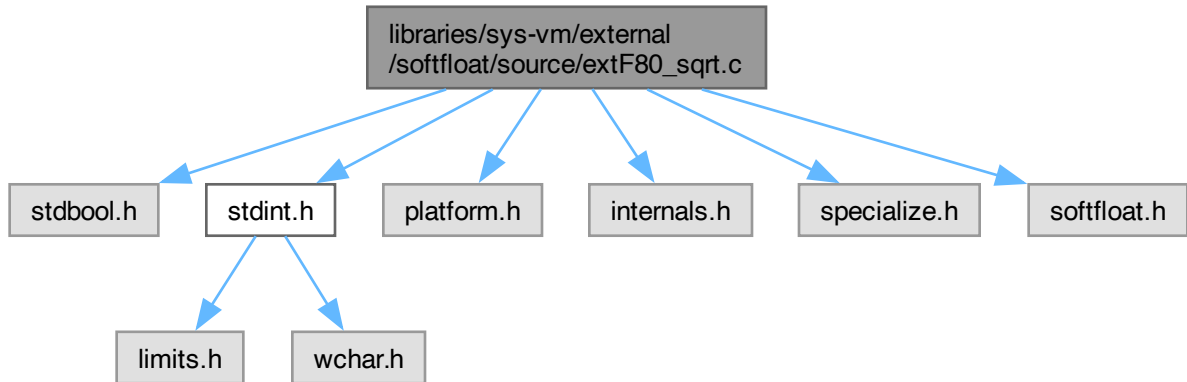 libraries/sys-vm/external
/softfloat/source/extF80_sqrt.c
stdbool.h
stdint.h
platform.h
internals.h
specialize.h
softfloat.h
limits.h
wchar.h